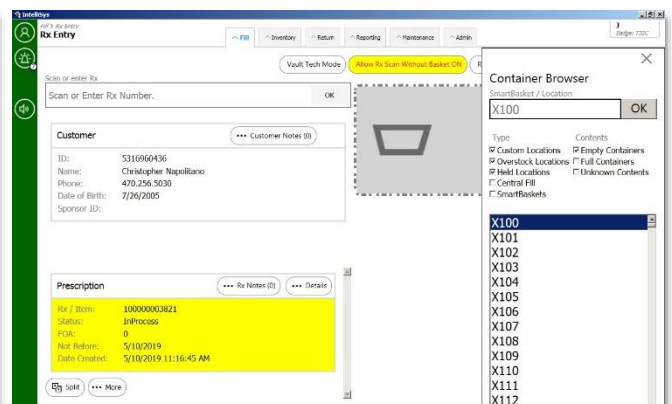 IntelliSys
Fill > Rx Entry
Rx Entry
Fill
Inventory
Return
Reporting
Maintenance
Admin
3
Badge: 732C
Vault Tech Mode
Allow Rx Scan Without Basket ON
R
Scan or enter Rx
Scan or Enter Rx Number.
OK
Customer
••• Customer Notes (0)
ID: 5316960436
Name: Christopher Napolitano
Phone: 470.256.5030
Date of Birth: 7/26/2005
Sponsor ID:
Prescription
••• Rx Notes (0)
••• Details
Rx / Item: 100000003821
Status: InProcess
FOA: 0
Not Before: 5/10/2019
Date Created: 5/10/2019 11:16:45 AM
Split
••• More
Container Browser
SmartBasket / Location
X100
OK
Type Contents
Custom Locations Empty Containers
Overstock Locations Full Containers
Held Locations Unknown Contents
Central Fill
SmartBaskets
X100
X101
X102
X103
X104
X105
X106
X107
X108
X109
X110
X111
X112